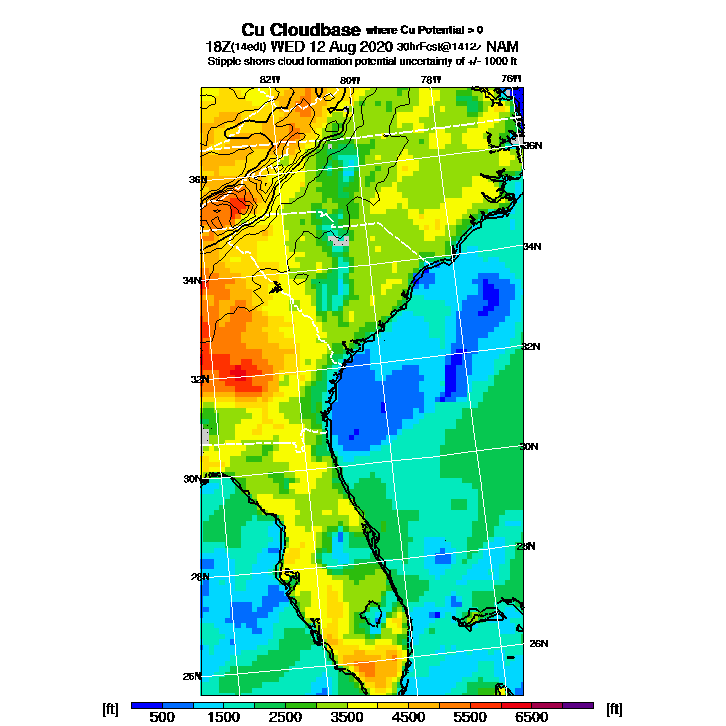 Cu Cloudbase where Cu Potential > 0
18Z(14edt) WED 12 Aug 2020 30hrFcst@1412z NAM
Stipple shows cloud formation potential uncertainty of +/- 1000 ft
82W 80W 78W 76W
36N
36N
34N
34N
32N
32N
30N
30N
28N
28N
26N
26N
[ft] 500 1500 2500 3500 4500 5500 6500 [ft]